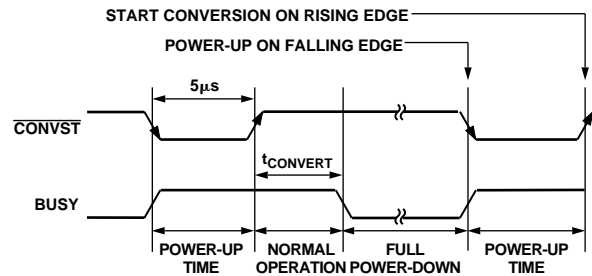 START CONVERSION ON RISING EDGE
POWER-UP ON FALLING EDGE
5μs
CONVST
tCONVERT
BUSY
POWER-UP
TIME
NORMAL
OPERATION
FULL
POWER-DOWN
POWER-UP
TIME